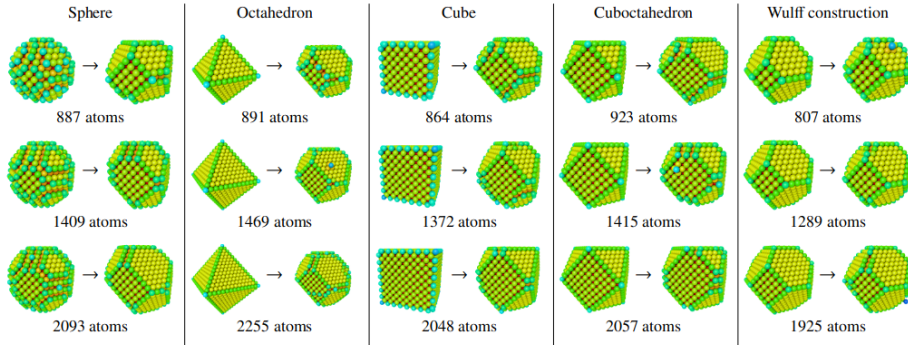 Sphere Octahedron Cube Cuboctahedron Wulff construction
→ → → → →
887 atoms 891 atoms 864 atoms 923 atoms 807 atoms
→ → → → →
1409 atoms 1469 atoms 1372 atoms 1415 atoms 1289 atoms
→ → → → →
2093 atoms 2255 atoms 2048 atoms 2057 atoms 1925 atoms